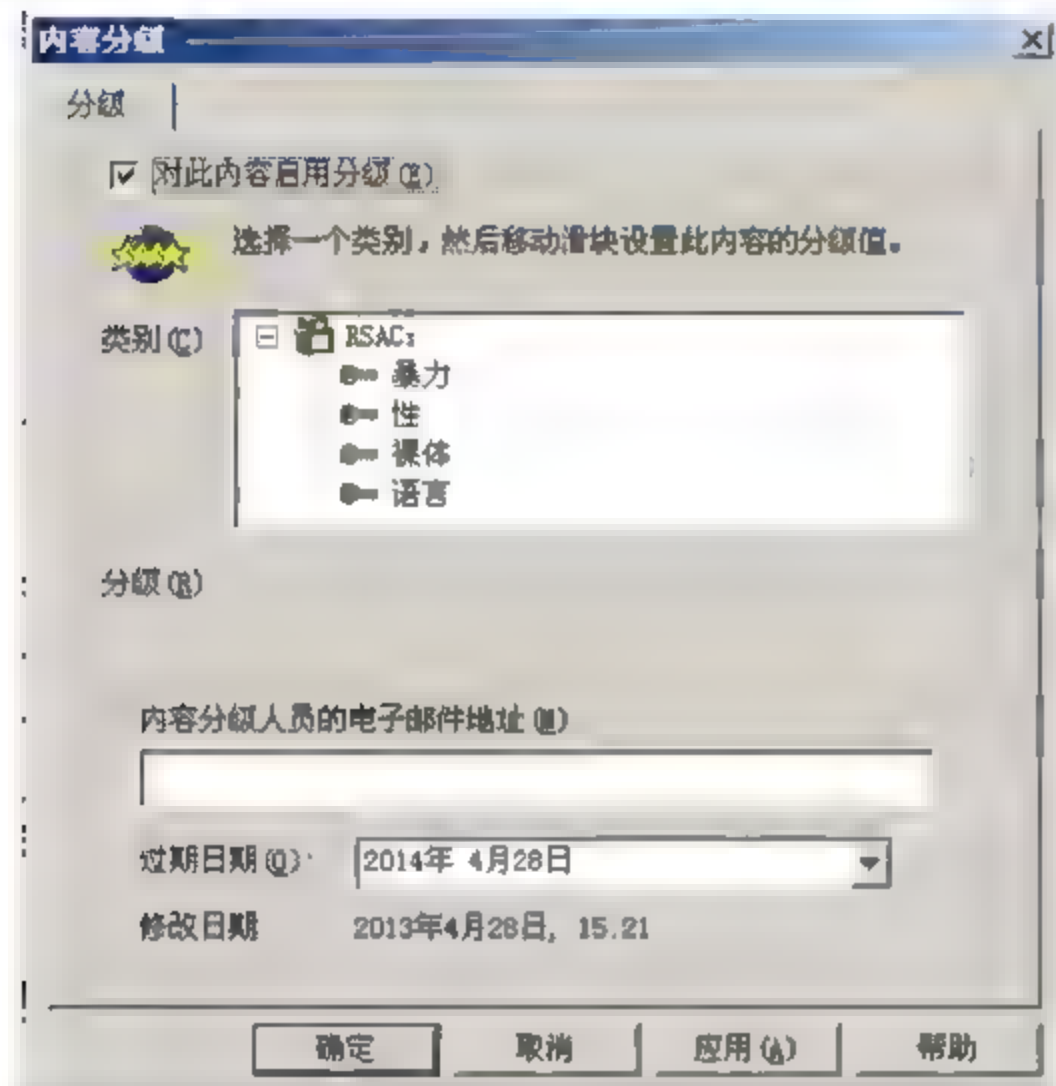 内容分级
分级
对此内容启用分级(E)
选择一个类别，然后移动滑块设置此内容的分级值。
类别(C)
RSACi
暴力
性
裸体
语言
分级(R)
内容分级人员的电子邮件地址(M)
过期日期(O):
2014年 4月28日
修改日期
2013年4月28日, 15.21
确定
取消
应用(A)
帮助